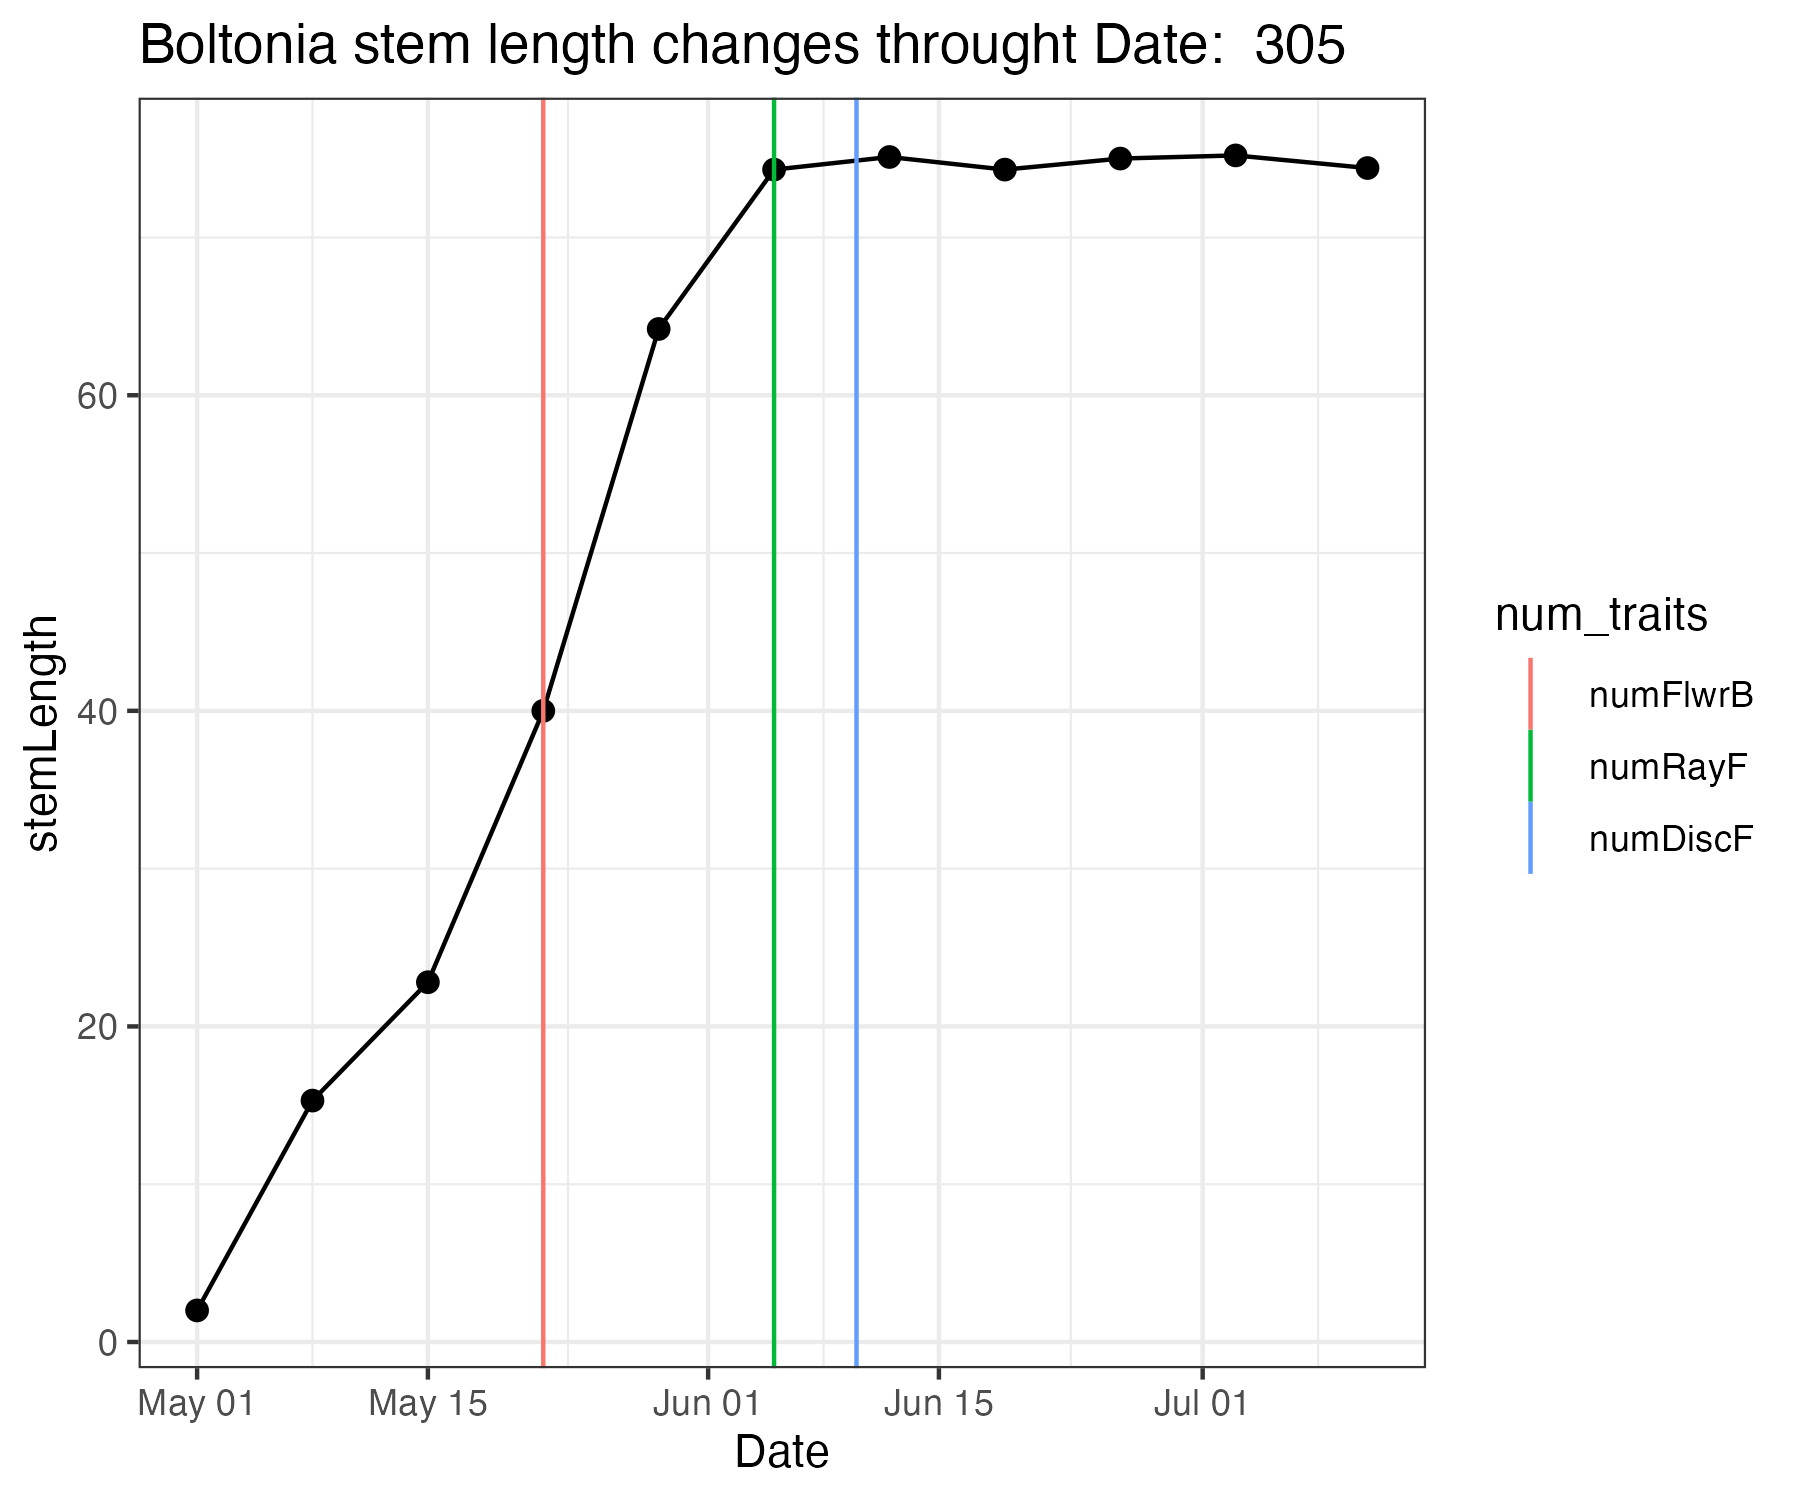 Boltonia stem length changes throught Date:  305
stemLength
60
40
20
0
May 01
May 15
Jun 01
Jun 15
Jul 01
Date
num_traits
numFlwrB
numRayF
numDiscF